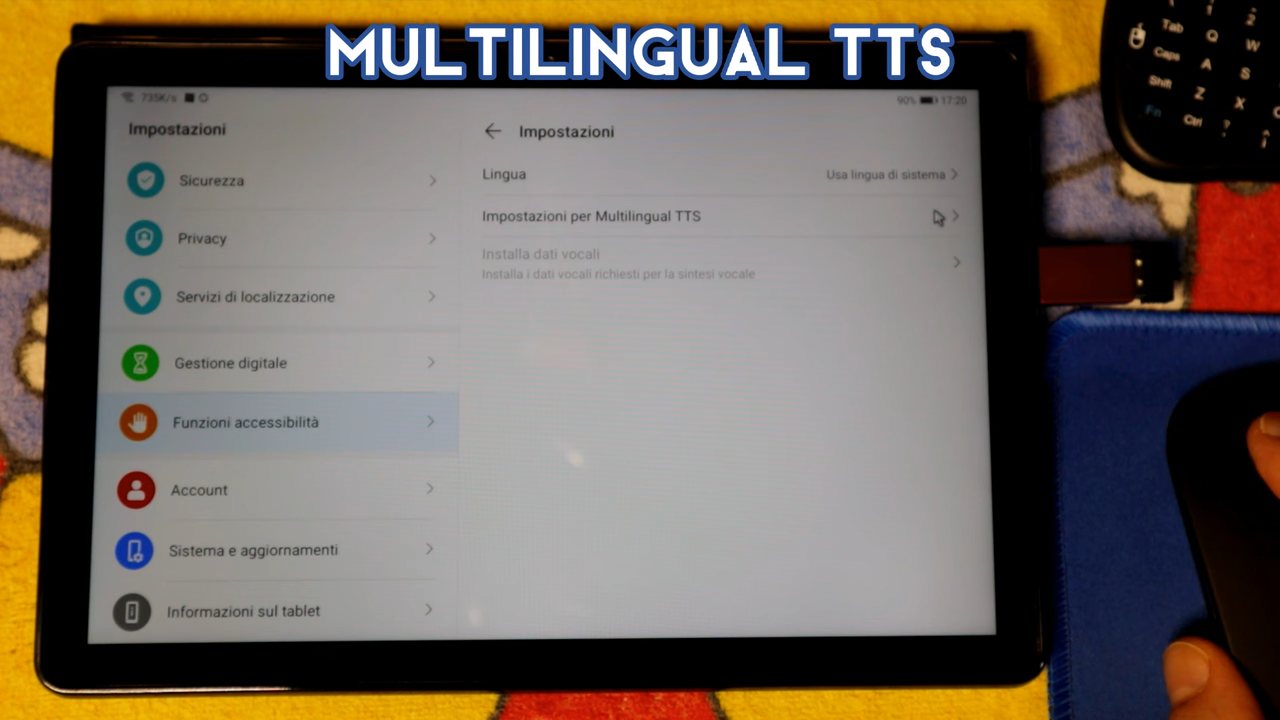 MULTILINGUAL TTS
735K/s
90% 17:20
Impostazioni
Sicurezza
Privacy
Servizi di localizzazione
Gestione digitale
Funzioni accessibilità
Account
Sistema e aggiornamenti
Informazioni sul tablet
Impostazioni
Lingua
Usa lingua di sistema
Impostazioni per Multilingual TTS
Installa dati vocali
Installa i dati vocali richiesti per la sintesi vocale
Tab Q W
Caps A S
Shift Z X
Fn Ctrl